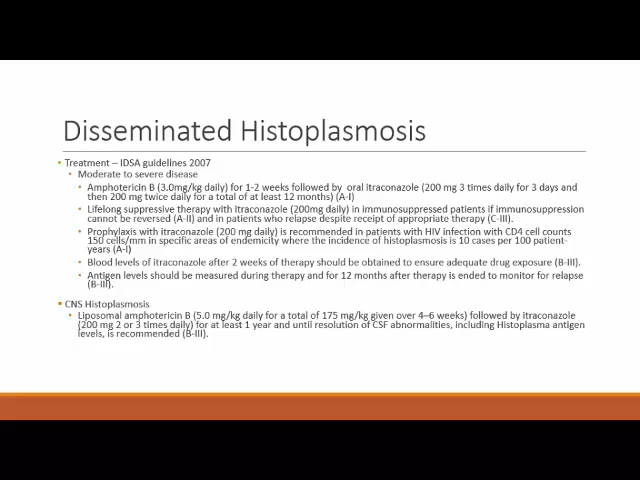 Disseminated Histoplasmosis
• Treatment – IDSA guidelines 2007
• Moderate to severe disease
• Amphotericin B (3.0mg/kg daily) for 1-2 weeks followed by oral itraconazole (200 mg 3 times daily for 3 days and
then 200 mg twice daily for a total of at least 12 months) (A-I)
• Lifelong suppressive therapy with itraconazole (200mg daily) in immunosuppressed patients if immunosuppression
cannot be reversed (A-II) and in patients who relapse despite receipt of appropriate therapy (C-III).
• Prophylaxis with itraconazole (200 mg daily) is recommended in patients with HIV infection with CD4 cell counts
150 cells/mm in specific areas of endemicity where the incidence of histoplasmosis is 10 cases per 100 patient-
years (A-I)
• Blood levels of itraconazole after 2 weeks of therapy should be obtained to ensure adequate drug exposure (B-III).
• Antigen levels should be measured during therapy and for 12 months after therapy is ended to monitor for relapse
(B-III).
▪ CNS Histoplasmosis
• Liposomal amphotericin B (5.0 mg/kg daily for a total of 175 mg/kg given over 4–6 weeks) followed by itraconazole
(200 mg 2 or 3 times daily) for at least 1 year and until resolution of CSF abnormalities, including Histoplasma antigen
levels, is recommended (B-III).